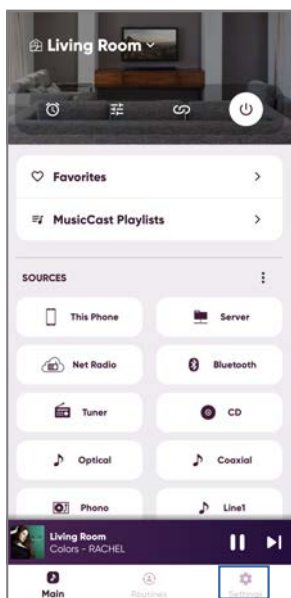 Living Room
Favorites
MusicCast Playlists
SOURCES
This Phone
Server
Net Radio
Bluetooth
Tuner
CD
Optical
Coaxial
Phono
Line1
Living Room
Colors - RACHEL
Main
Routines
Settings